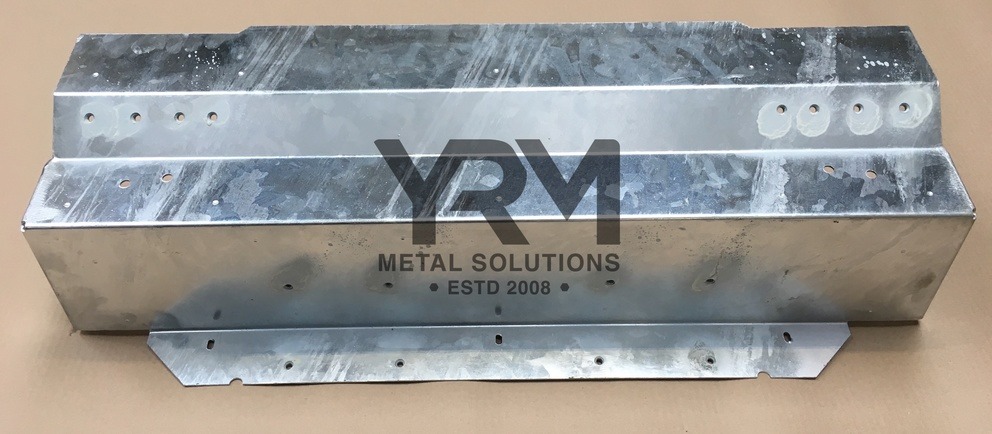 YRM
METAL SOLUTIONS
• ESTD 2008 •